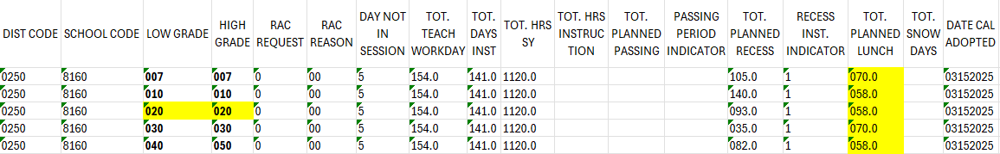 DIST CODE SCHOOL CODE LOW GRADE HIGH GRADE RAC REQUEST RAC REASON DAY NOT IN SESSION TOT. TEACH WORKDAY TOT. DAYS INST TOT. HRS SY TOT. HRS INSTRUC TION TOT. PLANNED PASSING PASSING PERIOD INDICATOR TOT. PLANNED RECESS RECESS INST. INDICATOR TOT. PLANNED LUNCH TOT. SNOW DAYS DATE CAL ADOPTED
0250 8160 007 007 0 00 5 154.0 141.0 1120.0 105.0 1 070.0 03152025
0250 8160 010 010 0 00 5 154.0 141.0 1120.0 140.0 1 058.0 03152025
0250 8160 020 020 0 00 5 154.0 141.0 1120.0 093.0 1 058.0 03152025
0250 8160 030 030 0 00 5 154.0 141.0 1120.0 035.0 1 070.0 03152025
0250 8160 040 050 0 00 5 154.0 141.0 1120.0 082.0 1 058.0 03152025